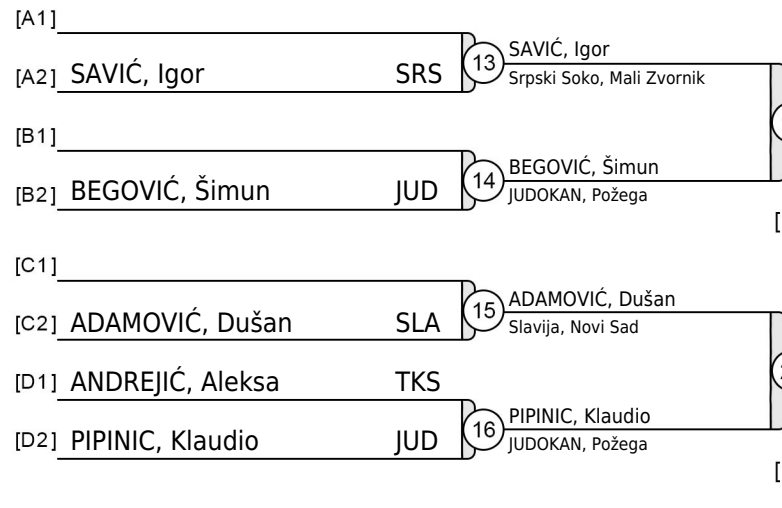 [A1]
[A2] SAVIĆ, Igor SRS
13
SAVIĆ, Igor
Srpski Soko, Mali Zvornik
[B1]
[B2] BEGOVIĆ, Šimun JUD
14
BEGOVIĆ, Šimun
JUDOKAN, Požega
[
[C1]
[C2] ADAMOVIĆ, Dušan SLA
15
ADAMOVIĆ, Dušan
Slavija, Novi Sad
[D1] ANDREJIĆ, Aleksa TKS
[D2] PIPINIC, Klaudio JUD
16
PIPINIC, Klaudio
JUDOKAN, Požega
[